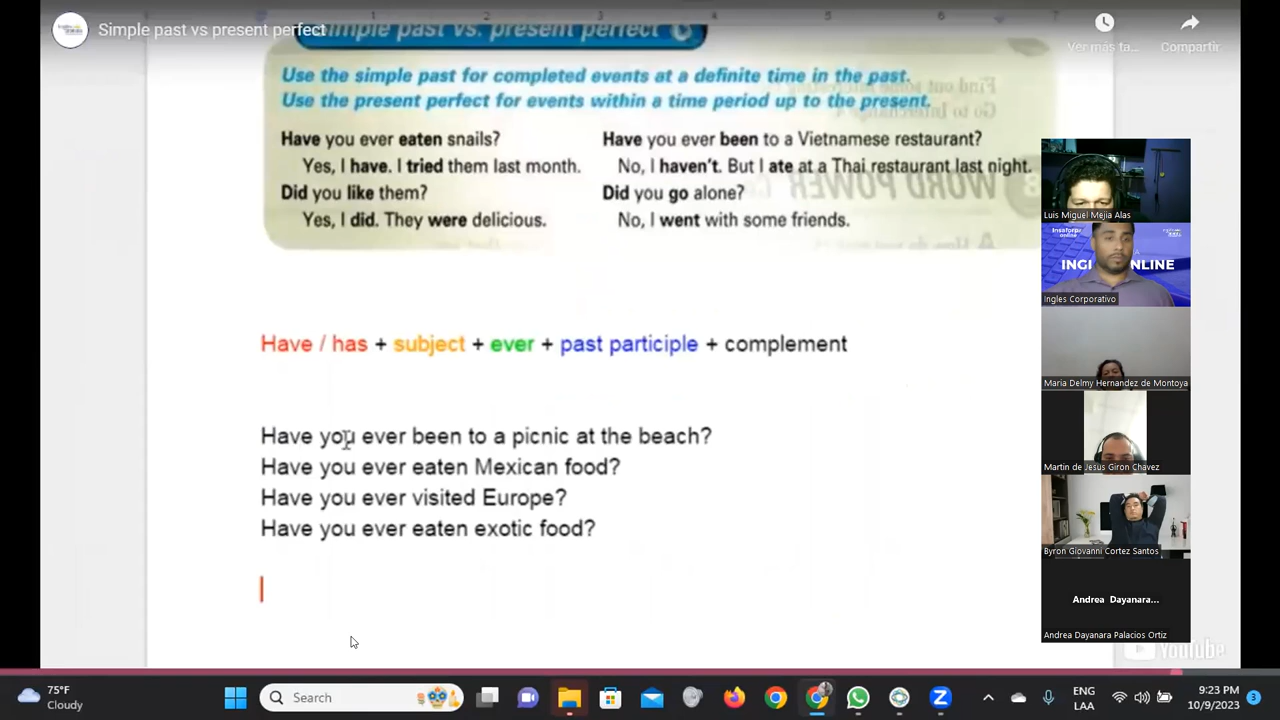 Simple past vs present perfect
Ver más ta...
Compartir
Simple past vs. present perfect
Use the simple past for completed events at a definite time in the past.
Use the present perfect for events within a time period up to the present.
Have you ever eaten snails?
Yes, I have. I tried them last month.
Did you like them?
Yes, I did. They were delicious.
Have you ever been to a Vietnamese restaurant?
No, I haven't. But I ate at a Thai restaurant last night.
Did you go alone?
No, I went with some friends.
Have / has + subject + ever + past participle + complement
Have you ever been to a picnic at the beach?
Have you ever eaten Mexican food?
Have you ever visited Europe?
Have you ever eaten exotic food?
Luis Miguel Mejia Alas
INGL
NLINE
Ingles Corporativo
Maria Delmy Hernandez de Montoya
Martin de Jesus Giron Chavez
Byron Giovanni Cortez Santos
Andrea Dayanara...
Andrea Dayanara Palacios Ortiz
YouTube
75°F
Cloudy
Search
ENG
LAA
9:23 PM
10/9/2023
3